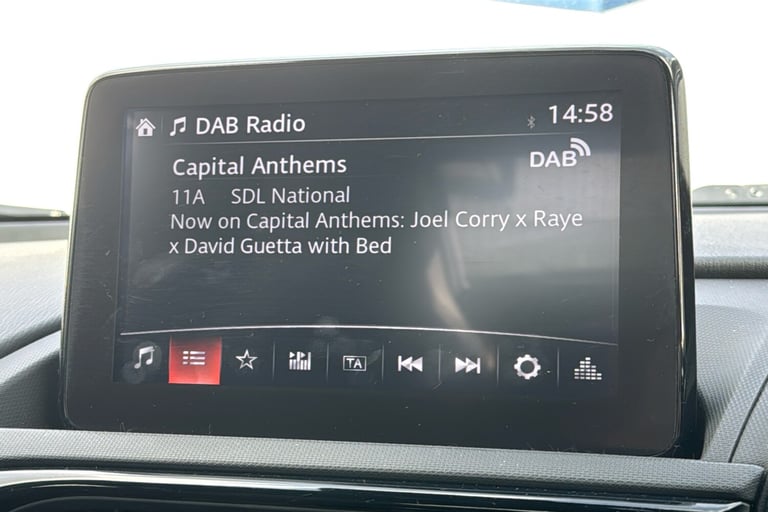 DAB Radio 14:58
Capital Anthems DAB
11A SDL National
Now on Capital Anthems: Joel Corry x Raye
x David Guetta with Bed
TA